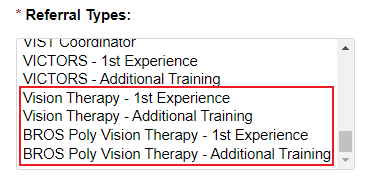 * Referral Types:
VIST Coordinator
VICTORS - 1st Experience
VICTORS - Additional Training
Vision Therapy - 1st Experience
Vision Therapy - Additional Training
BROS Poly Vision Therapy - 1st Experience
BROS Poly Vision Therapy - Additional Training